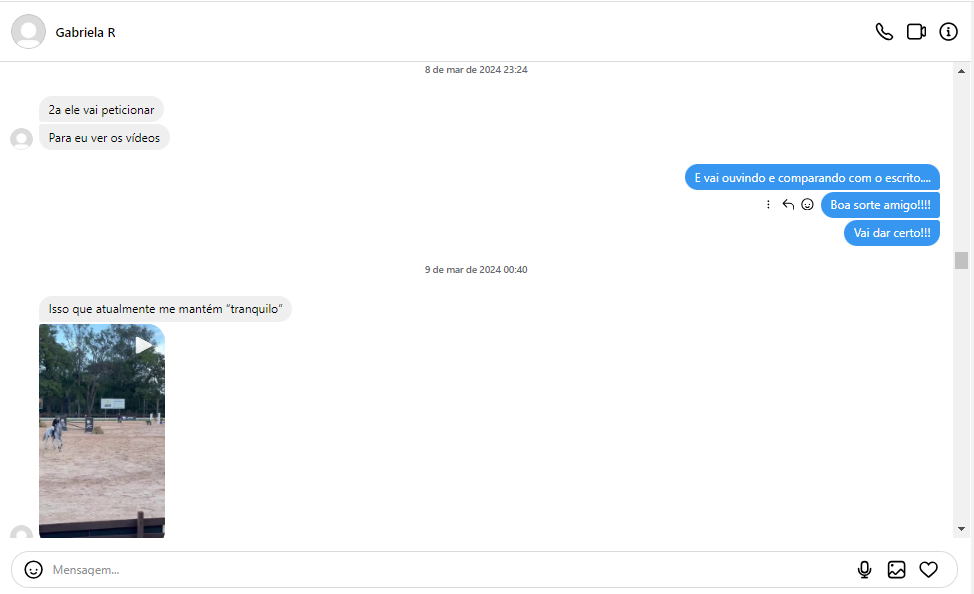 Gabriela R
8 de mar de 2024 23:24
2a ele vai peticionar
Para eu ver os vídeos
E vai ouvindo e comparando com o escrito....
Boa sorte amigo!!!!
Vai dar certo!!!
9 de mar de 2024 00:40
Isso que atualmente me mantém “tranquilo”
Mensagem...